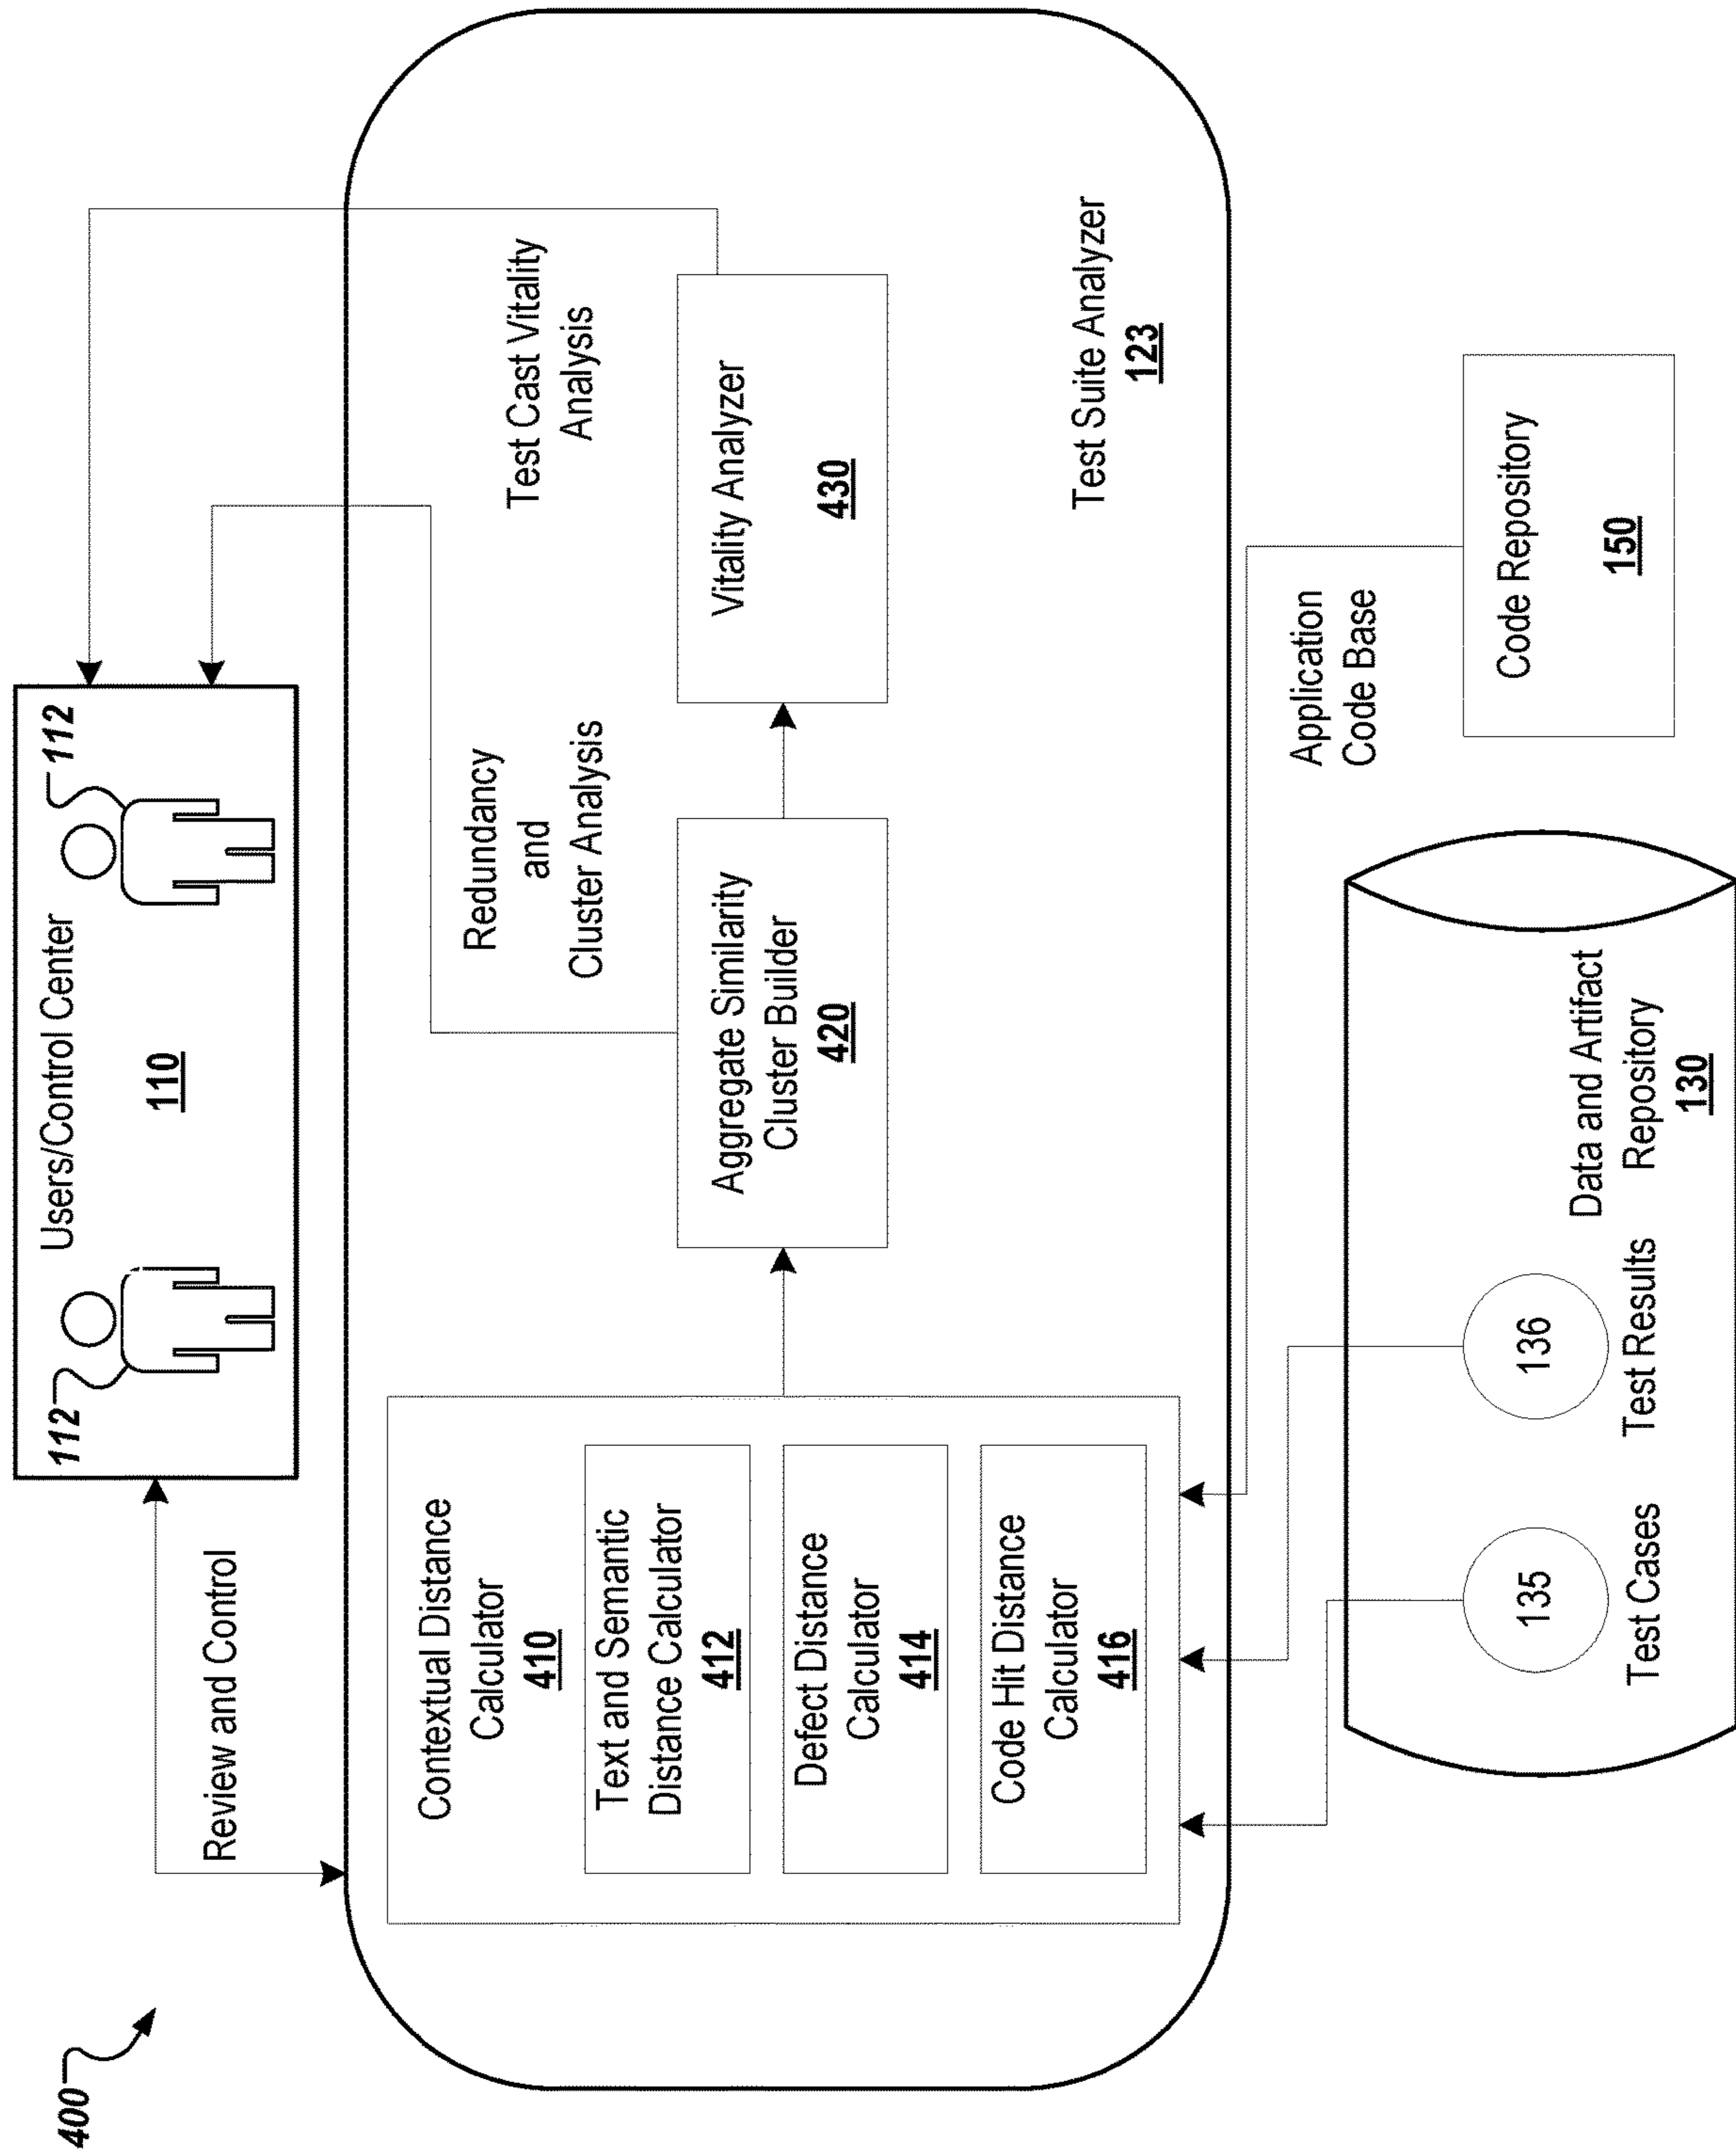 400
Users/Control Center
110
112
112
Review and Control
Redundancy
and
Cluster Analysis
Test Cast Vitality
Analysis
Contextual Distance
Calculator
410
Text and Semantic
Distance Calculator
412
Defect Distance
Calculator
414
Code Hit Distance
Calculator
416
Aggregate Similarity
Cluster Builder
420
Vitality Analyzer
430
Test Suite Analyzer
123
Application
Code Base
135
Test Cases
136
Test Results
Data and Artifact
Repository
130
Code Repository
150